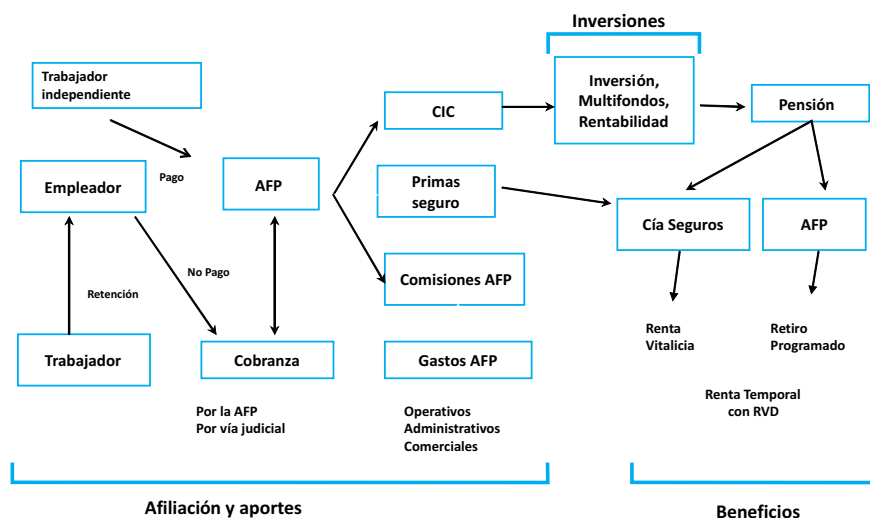 Inversiones
Trabajador
independiente
Pago
Empleador
AFP
CIC
Inversión,
Multifondos,
Rentabilidad
Pensión
Primas
seguro
Cía Seguros
AFP
Retención
No Pago
Comisiones AFP
Trabajador
Cobranza
Gastos AFP
Renta
Vitalicia
Retiro
Programado
Por la AFP
Por vía judicial
Operativos
Administrativos
Comerciales
Renta Temporal
con RVD
Afiliación y aportes
Beneficios